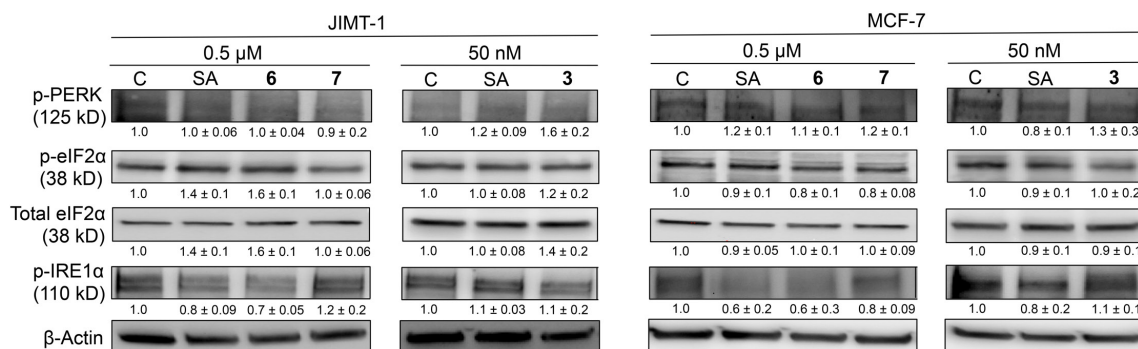 JIMT-1 MCF-7
0.5 µM 50 nM 0.5 µM 50 nM
C SA 6 7 C SA 3 C SA 6 7 C SA 3
p-PERK
(125 kD)
1.0 1.0 ± 0.06 1.0 ± 0.04 0.9 ± 0.2 1.0 1.2 ± 0.09 1.6 ± 0.2 1.0 1.2 ± 0.1 1.1 ± 0.1 1.2 ± 0.1 1.0 0.8 ± 0.1 1.3 ± 0.3
p-eIF2α
(38 kD)
1.0 1.4 ± 0.1 1.6 ± 0.1 1.0 ± 0.06 1.0 1.0 ± 0.08 1.2 ± 0.2 1.0 0.9 ± 0.1 0.8 ± 0.1 0.8 ± 0.08 1.0 0.9 ± 0.1 1.0 ± 0.2
Total eIF2α
(38 kD)
1.0 1.4 ± 0.1 1.6 ± 0.1 1.0 ± 0.06 1.0 1.0 ± 0.08 1.4 ± 0.2 1.0 0.9 ± 0.05 1.0 ± 0.1 1.0 ± 0.09 1.0 0.9 ± 0.1 0.9 ± 0.1
p-IRE1α
(110 kD)
1.0 0.8 ± 0.09 0.7 ± 0.05 1.2 ± 0.2 1.0 1.1 ± 0.03 1.1 ± 0.2 1.0 0.6 ± 0.2 0.6 ± 0.3 0.8 ± 0.09 1.0 0.8 ± 0.2 1.1 ± 0.1
β-Actin